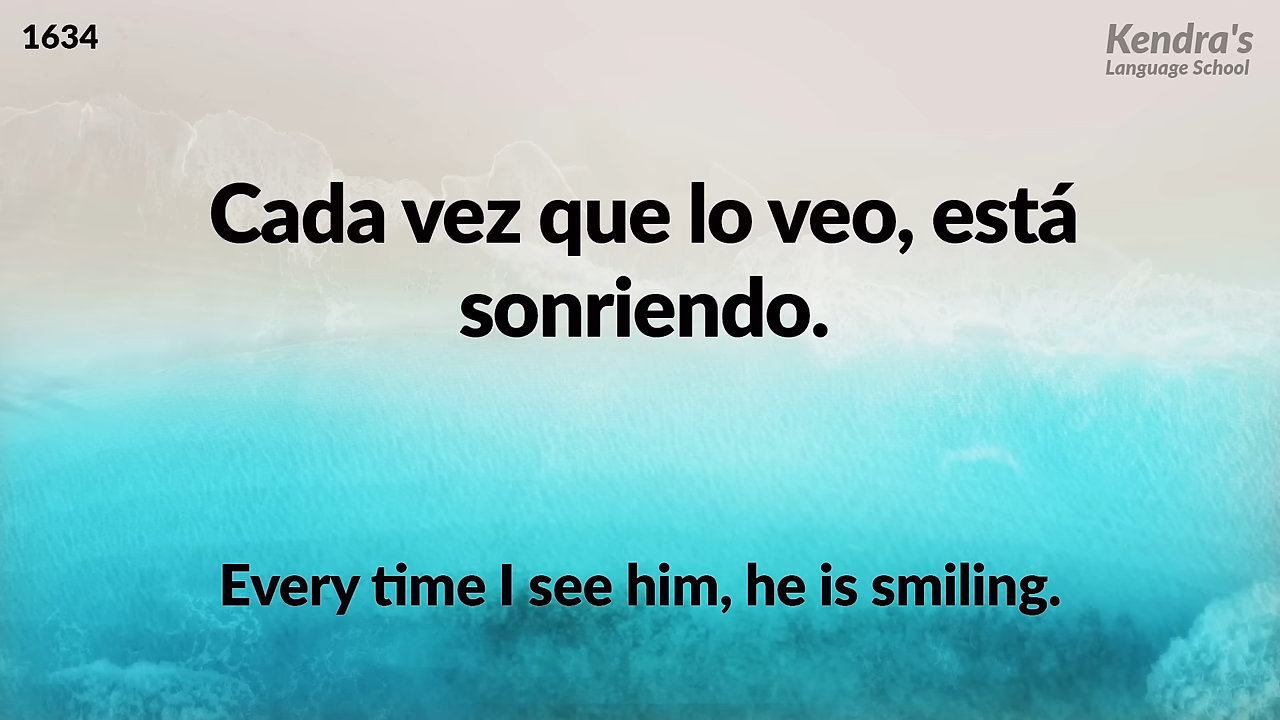 1634
Kendra's
Language School
Cada vez que lo veo, está
sonriendo.
Every time I see him, he is smiling.